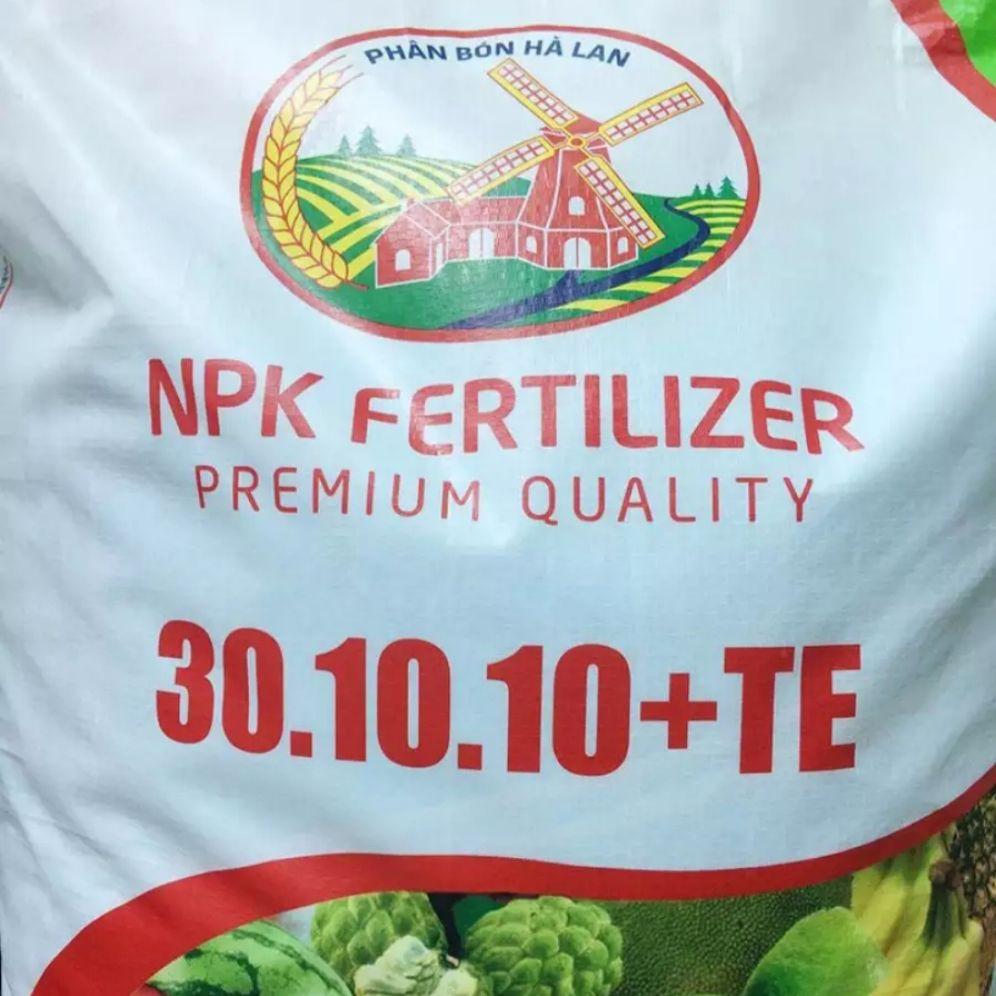 PHÂN BÓN HÀ LAN
NPK FERTILIZER
PREMIUM QUALITY
30.10.10+TE